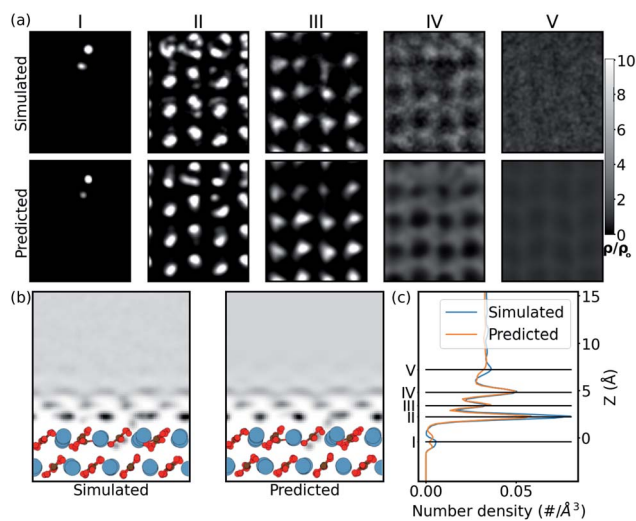 (a) I II III IV V
Simulated
Predicted
10
8
6
4
2
0
ρ/ρ₀
(b)
Simulated
Predicted
(c)
Simulated
Predicted
V
IV
III
II
I
15
10
5
0
Z (Å)
0.00 0.05
Number density (#/Å³)